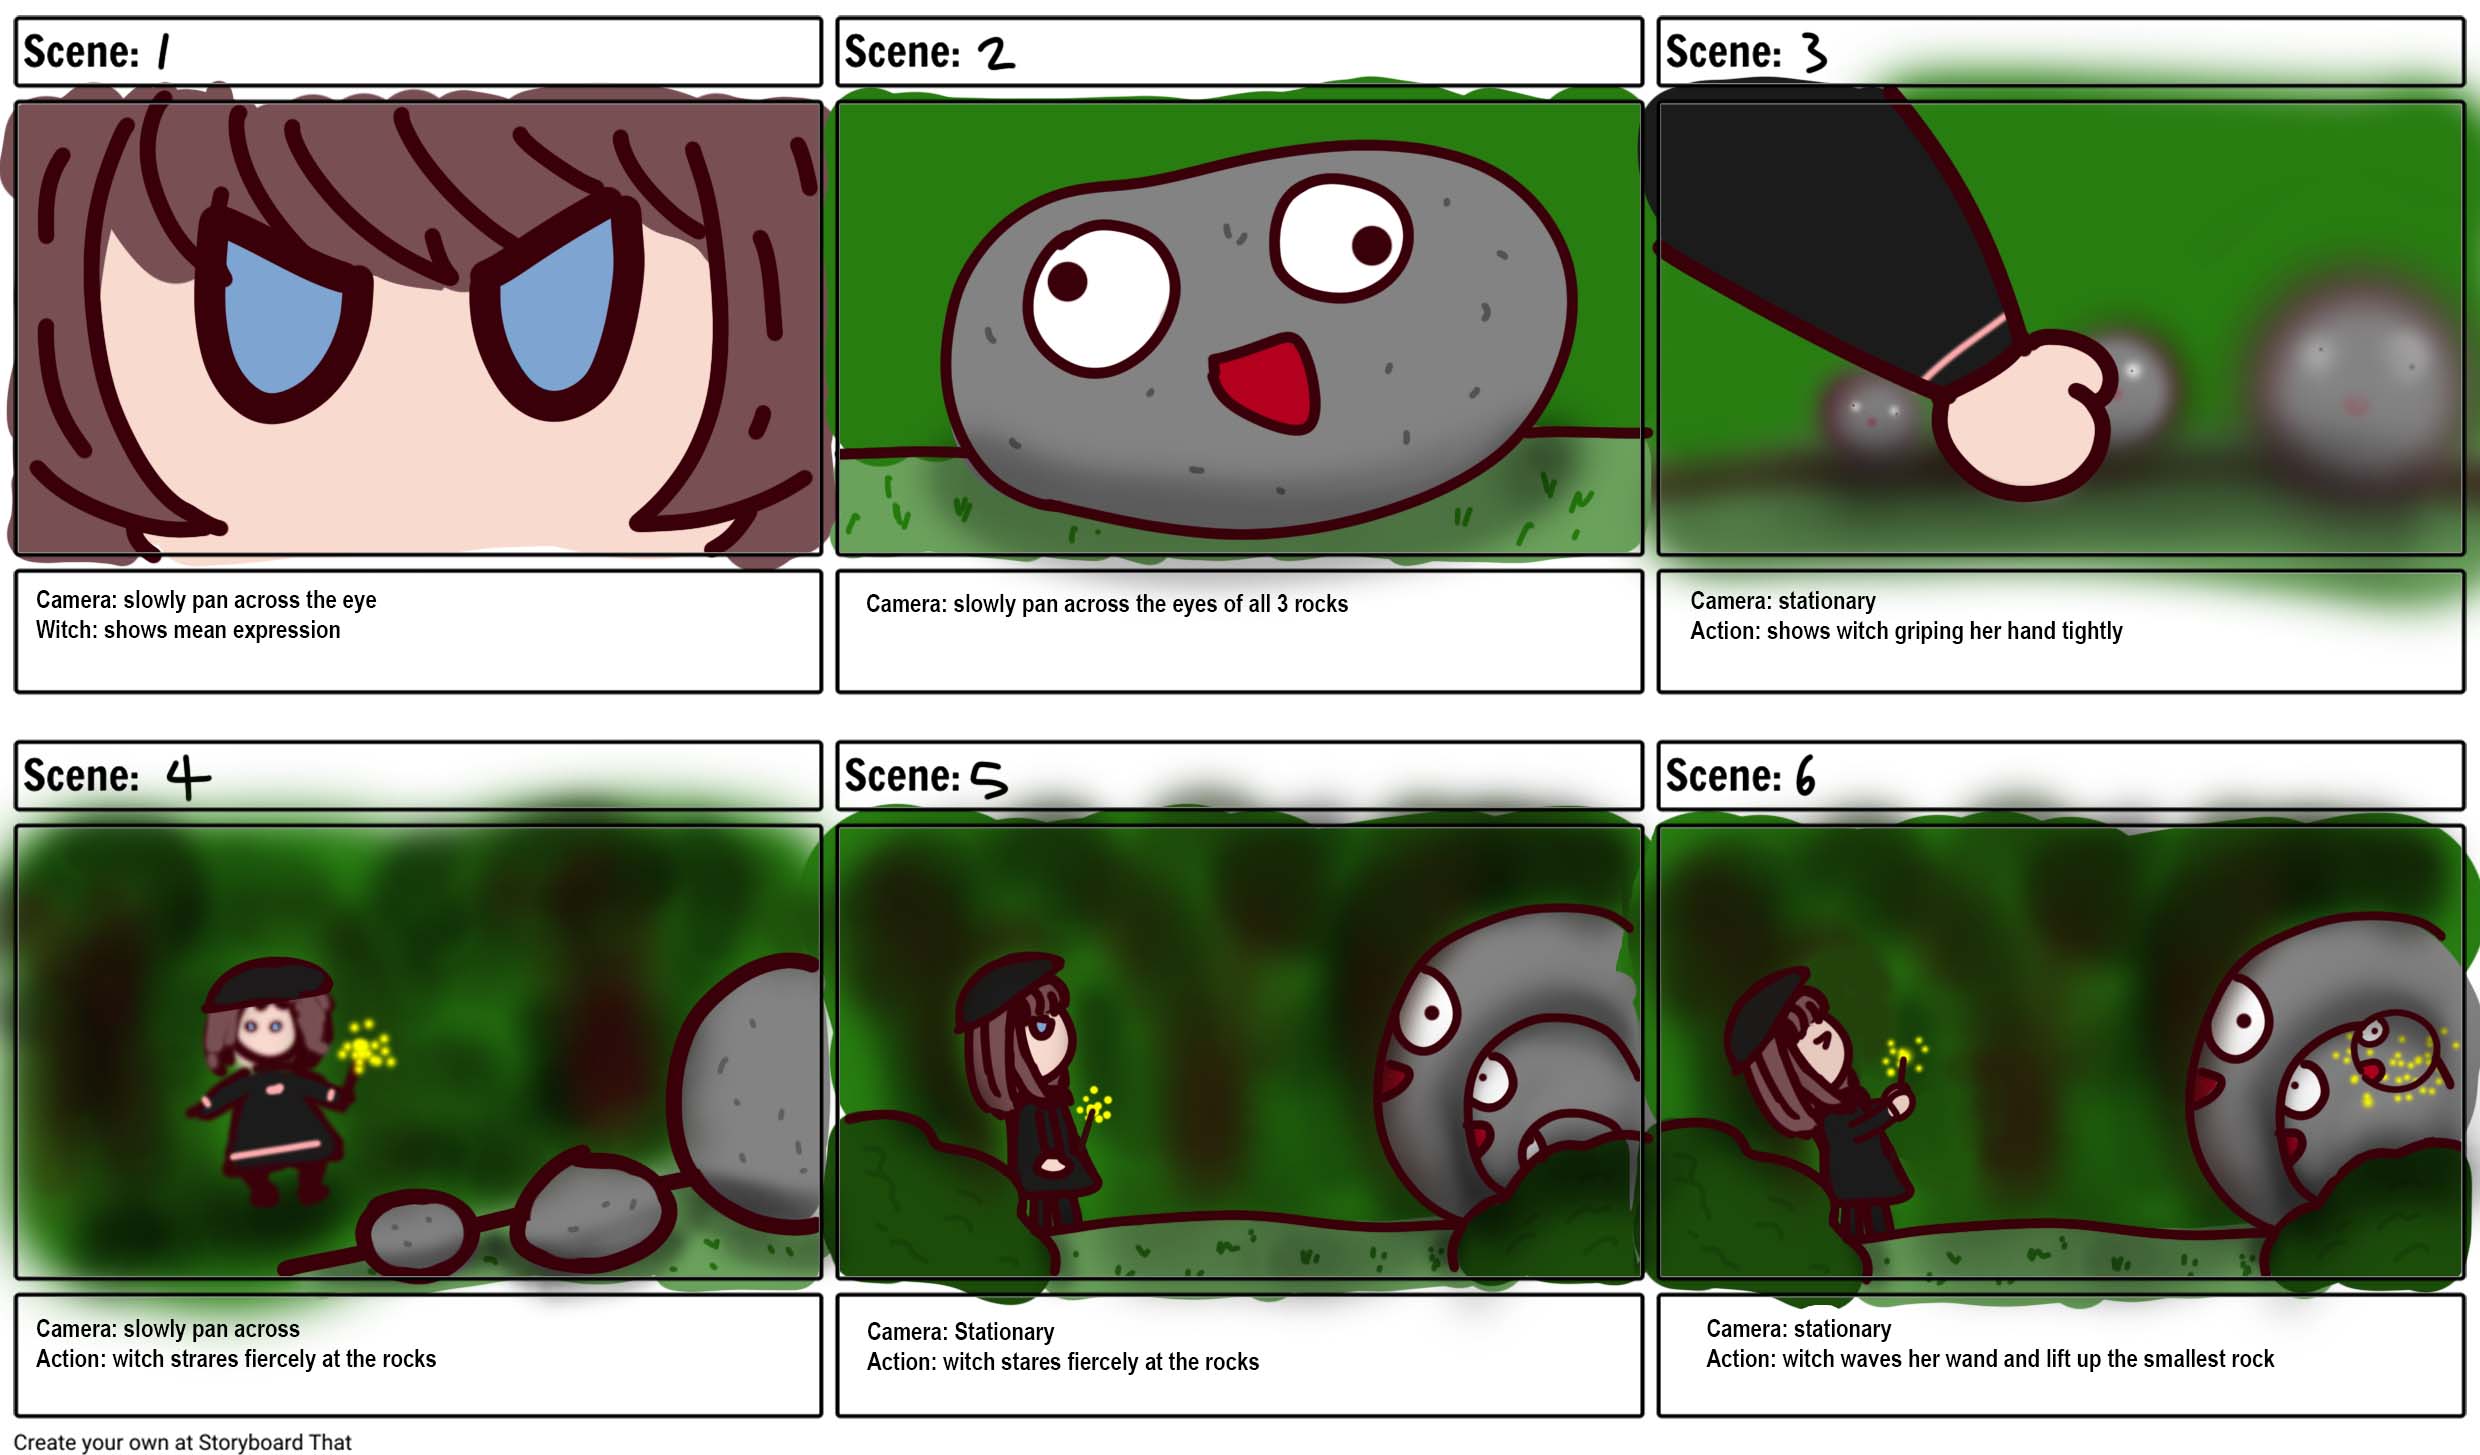 Scene: 1
Scene: 2
Scene: 3
Camera: slowly pan across the eye
Witch: shows mean expression
Camera: slowly pan across the eyes of all 3 rocks
Camera: stationary
Action: shows witch griping her hand tightly
Scene: 4
Scene: 5
Scene: 6
Camera: slowly pan across
Action: witch strares fiercely at the rocks
Camera: Stationary
Action: witch stares fiercely at the rocks
Camera: stationary
Action: witch waves her wand and lift up the smallest rock
Create your own at Storyboard That